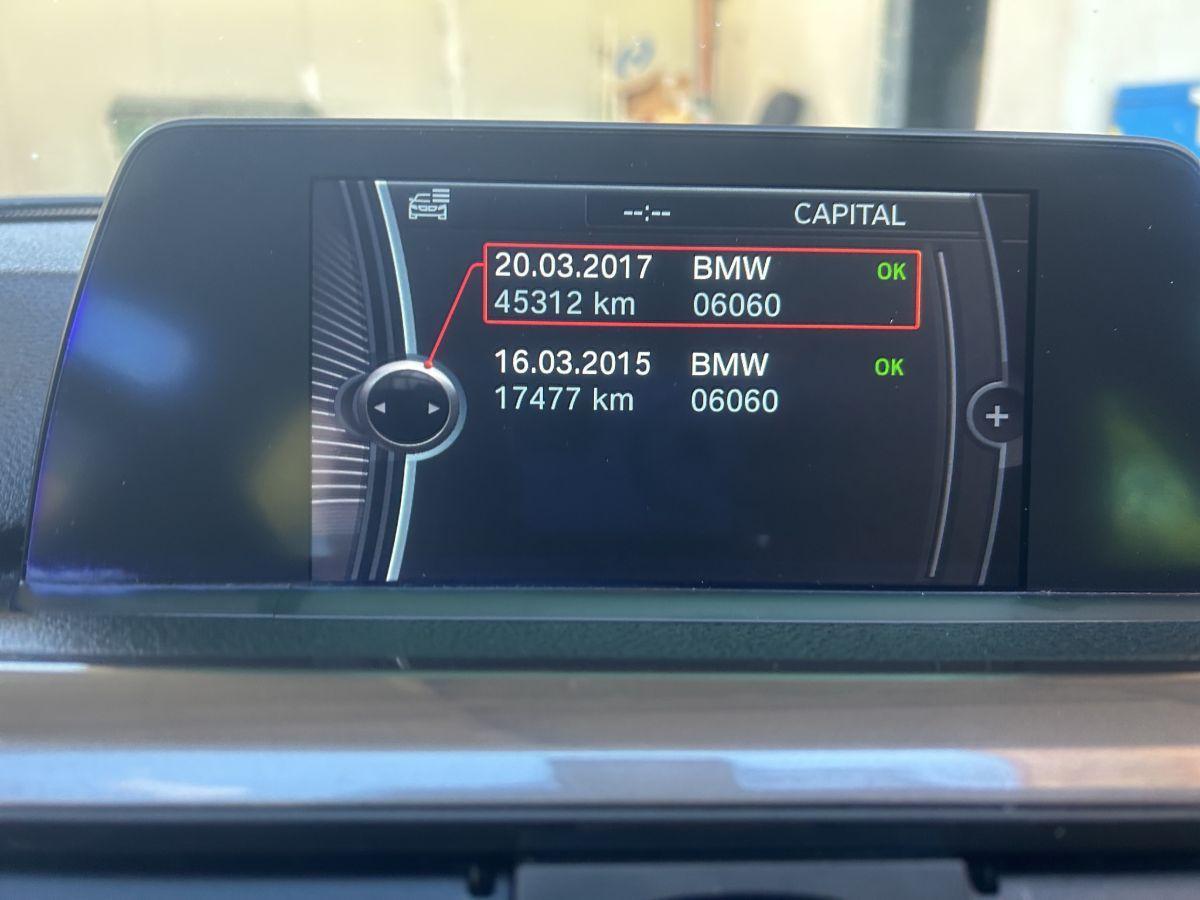 --:-- CAPITAL
20.03.2017 BMW OK
45312 km 06060
16.03.2015 BMW OK
17477 km 06060
+